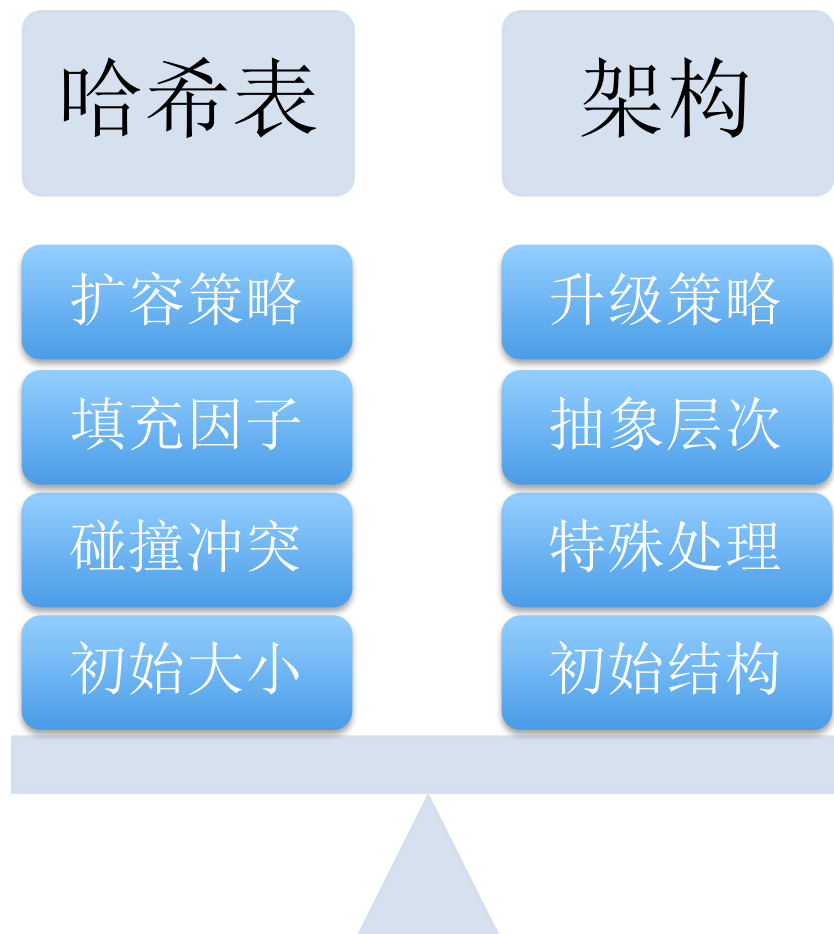 哈希表
架构
扩容策略
升级策略
填充因子
抽象层次
碰撞冲突
特殊处理
初始大小
初始结构